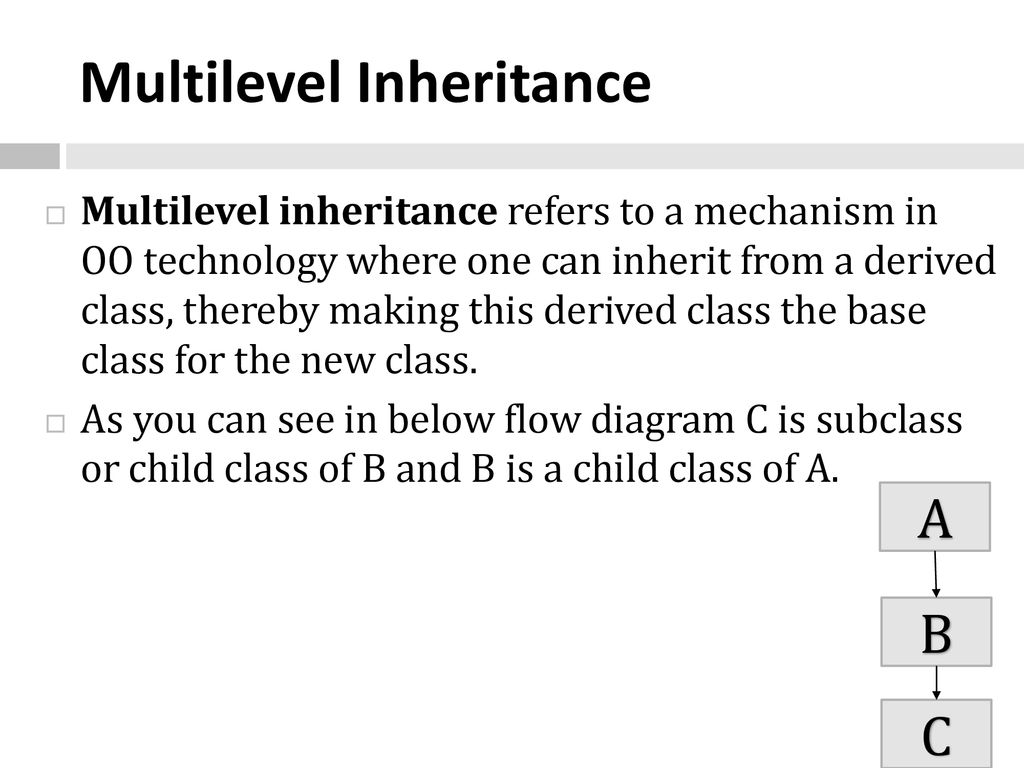 Multilevel Inheritance
Multilevel inheritance refers to a mechanism in
OO technology where one can inherit from a derived
class, thereby making this derived class the base
class for the new class.
As you can see in below flow diagram C is subclass
or child class of B and B is a child class of A.
A
B
C